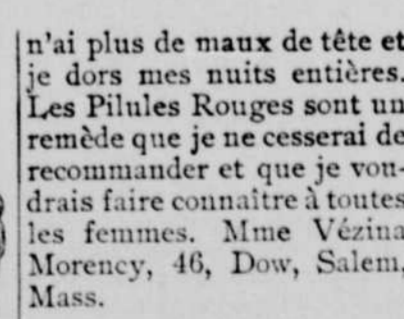 n'ai plus de maux de tête et
je dors mes nuits entières.
Les Pilules Rouges sont un
remède que je ne cesserai de
recommander et que je vou-
drais faire connaître à toutes
les femmes. Mme Vézina
Morency, 46, Dow, Salem,
Mass.